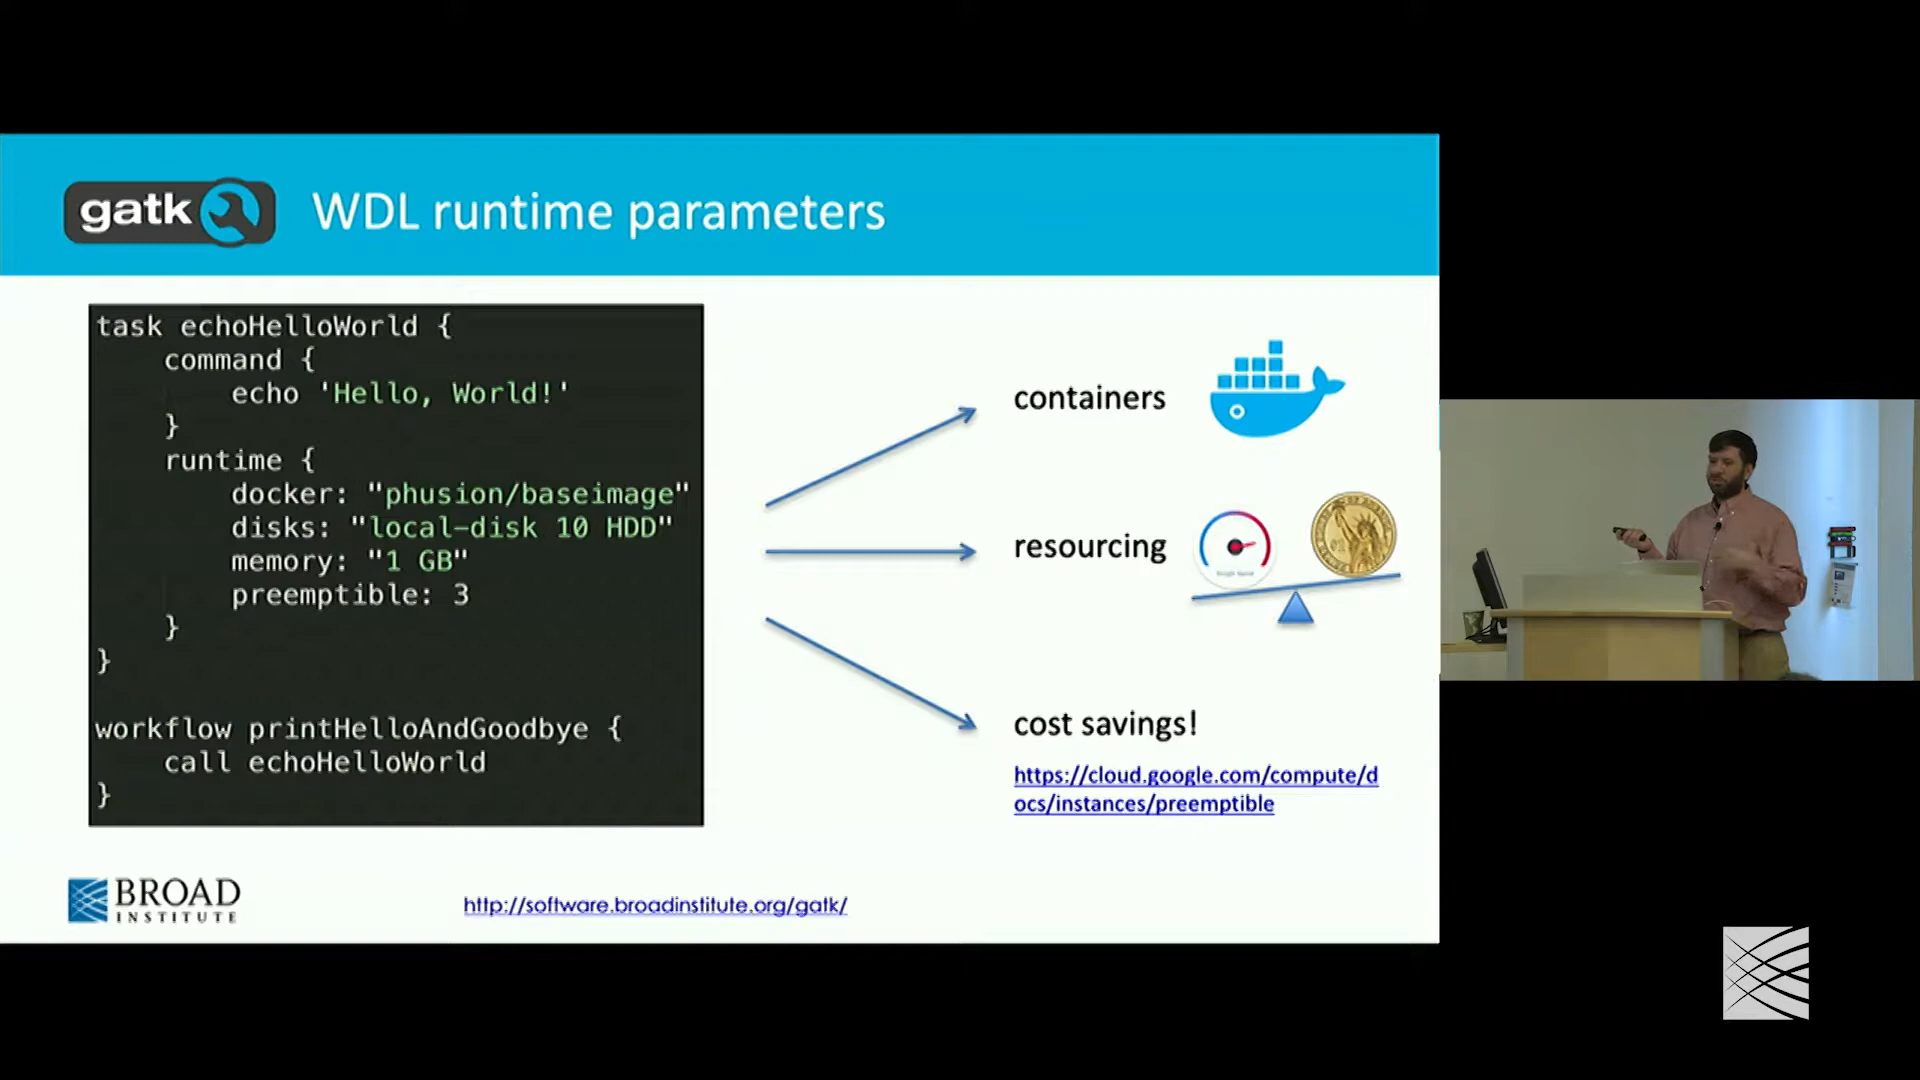 gatk
WDL runtime parameters
task echoHelloWorld {
command {
echo 'Hello, World!'
}
runtime {
docker: "phusion/baseimage"
disks: "local-disk 10 HDD"
memory: "1 GB"
preemptible: 3
}
}
workflow printHelloAndGoodbye {
call echoHelloWorld
}
containers
resourcing
cost savings!
https://cloud.google.com/compute/d
ocs/instances/preemptible
BROAD
INSTITUTE
http://software.broadinstitute.org/gatk/